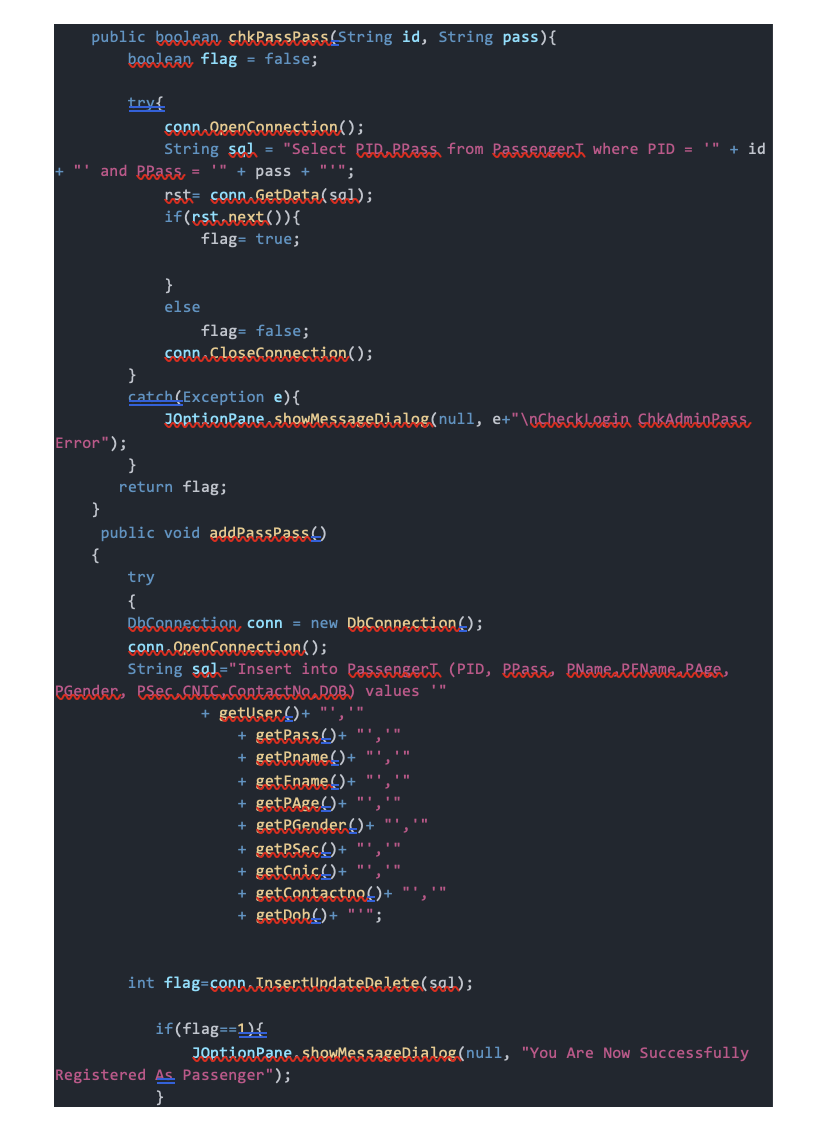 public boolean chkPassPass(String id, String pass){
boolean flag = false;
try{
conn.OpenConnection();
String sql = "Select PID,PPass from PassengerT where PID = '" + id
+ "' and PPass = '" + pass + "'";
rst= conn.GetData(sql);
if(rst.next()){
flag= true;
}
else
flag= false;
conn.CloseConnection();
}
catch(Exception e){
JOptionPane.showMessageDialog(null, e+"\nCheckLogin ChkAdminPass
Error");
}
return flag;
}
public void addPassPass()
{
try
{
DbConnection conn = new DbConnection();
conn.OpenConnection();
String sql="Insert into PassengerT (PID, PPass, PName,PFName,PAge,
PGender, PSec,CNIC,ContactNo,DOB) values '"
+ getUser()+ "','"
+ getPass()+ "','"
+ getPname()+ "','"
+ getFname()+ "','"
+ getPAge()+ "','"
+ getPGender()+ "','"
+ getPSec()+ "','"
+ getCnic()+ "','"
+ getContactno()+ "','"
+ getDob()+ "'";
int flag=conn.InsertUpdateDelete(sql);
if(flag==1){
JOptionPane.showMessageDialog(null, "You Are Now Successfully
Registered As Passenger");
}